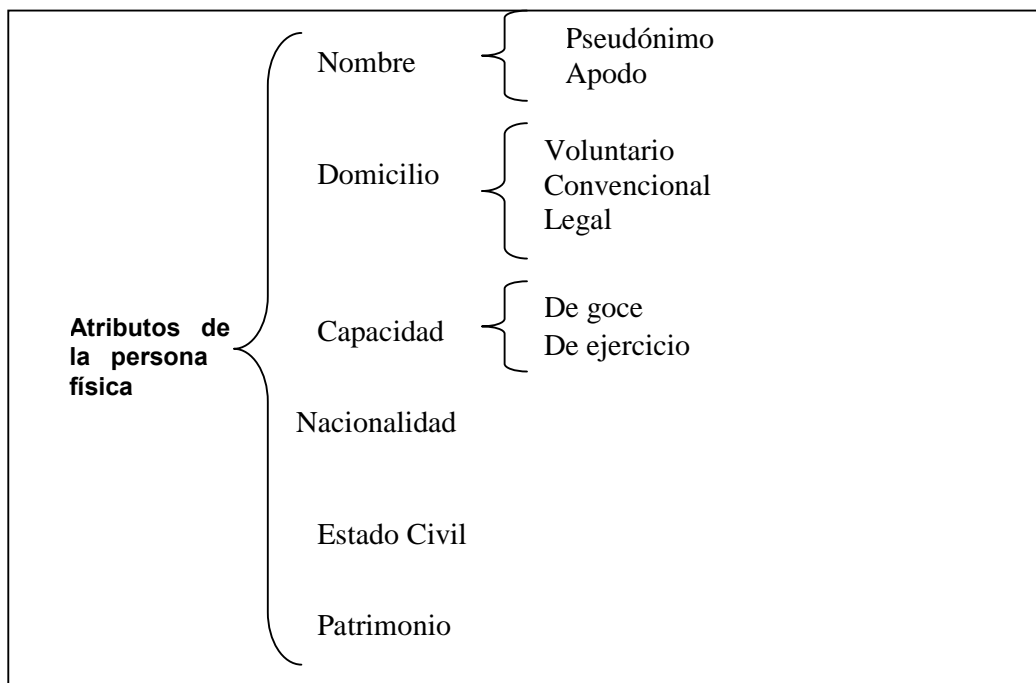 Atributos de
la persona
física
Nombre
Pseudónimo
Apodo
Domicilio
Voluntario
Convencional
Legal
Capacidad
De goce
De ejercicio
Nacionalidad
Estado Civil
Patrimonio